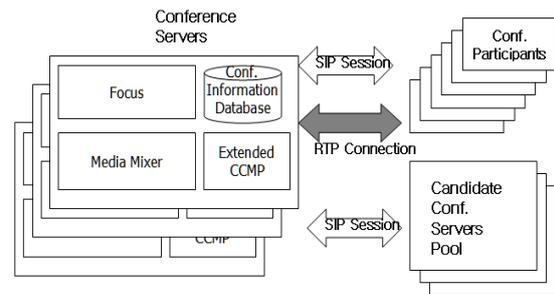 Conference
Servers
Focus
Conf.
Information
Database
Media Mixer
Extended
CCMP
CCMP
SIP Session
RTP Connection
SIP Session
Conf.
Participants
Candidate
Conf.
Servers
Pool